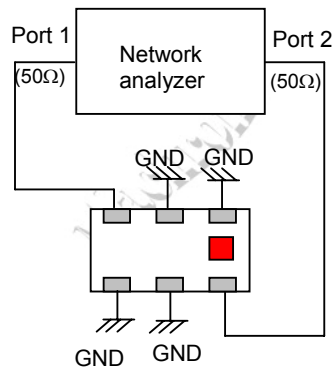 Port 1
Network
analyzer
Port 2
(50Ω)
(50Ω)
GND
GND
GND
GND